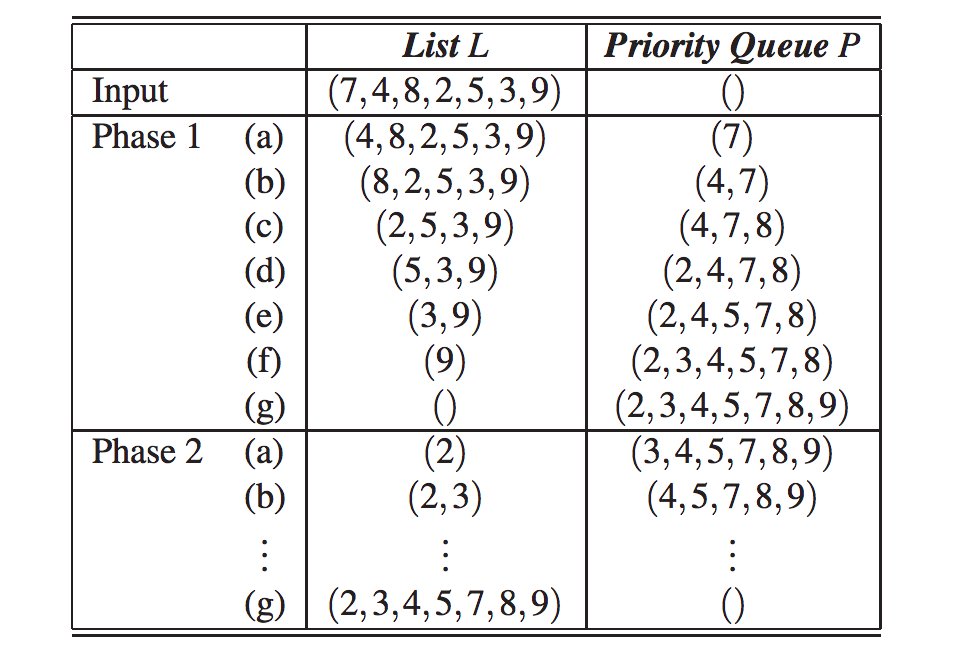 List L Priority Queue P
Input (7,4,8,2,5,3,9) ()
Phase 1 (a) (4,8,2,5,3,9) (7)
(b) (8,2,5,3,9) (4,7)
(c) (2,5,3,9) (4,7,8)
(d) (5,3,9) (2,4,7,8)
(e) (3,9) (2,4,5,7,8)
(f) (9) (2,3,4,5,7,8)
(g) () (2,3,4,5,7,8,9)
Phase 2 (a) (2) (3,4,5,7,8,9)
(b) (2,3) (4,5,7,8,9)
⋮ ⋮ ⋮
(g) (2,3,4,5,7,8,9) ()